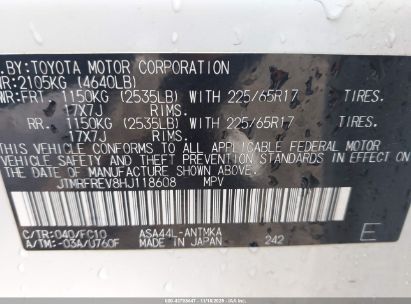 . BY: TOYOTA MOTOR CORPORATION
R: 2105KG (4640LB)
WR: FRT 1150KG (2535LB) WITH 225/65R17 TIRES.
17X7J RIMS.
RR 1150KG (2535LB) WITH 225/65R17 TIRES.
17X7J RIMS.
THIS VEHICLE CONFORMS TO ALL APPLICABLE FEDERAL MOTOR
VEHICLE SAFETY STANDARDS IN EFFECT ON
THE DATE OF MANUFACTURE SHOWN ABOVE.
JTMRFREV8HJ118608 MPV
C/TR: 040/FC10 ASA44L-ANTMKA
A/TM: -03A/U760F MADE IN JAPAN 242 E